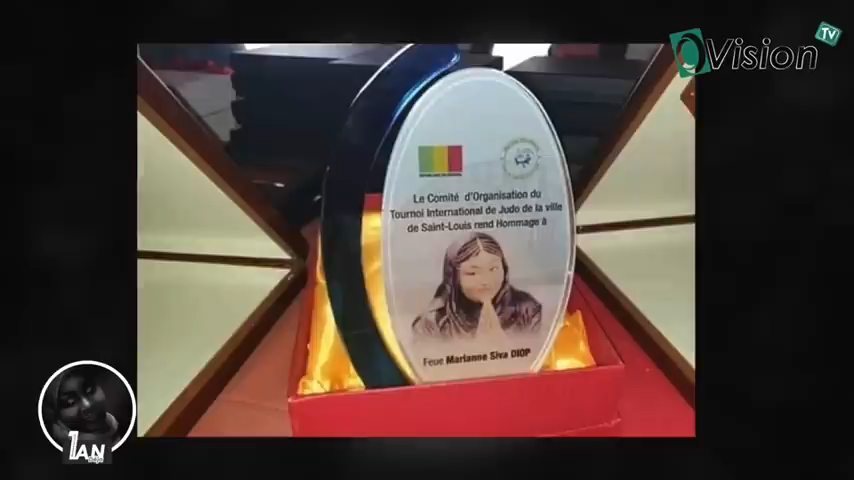 Vision
TV
Le Comité d'Organisation du
Tournoi International de Judo de la ville
de Saint-Louis rend Hommage à
Feue Marianne Siva DIOP
1AN